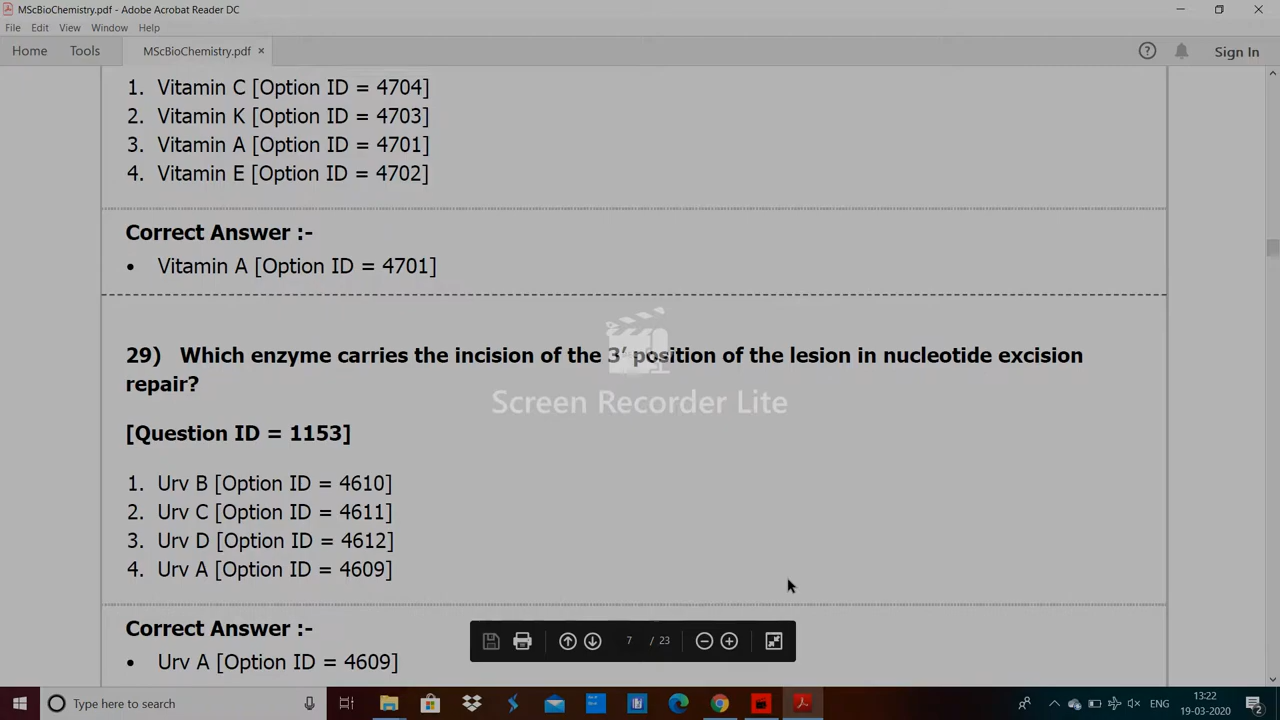 MScBioChemistry.pdf - Adobe Acrobat Reader DC
File Edit View Window Help
Home Tools MScBioChemistry.pdf × Sign In
1. Vitamin C [Option ID = 4704]
2. Vitamin K [Option ID = 4703]
3. Vitamin A [Option ID = 4701]
4. Vitamin E [Option ID = 4702]
Correct Answer :-
• Vitamin A [Option ID = 4701]
29) Which enzyme carries the incision of the 3′ position of the lesion in nucleotide excision
repair?
Screen Recorder Lite
[Question ID = 1153]
1. Urv B [Option ID = 4610]
2. Urv C [Option ID = 4611]
3. Urv D [Option ID = 4612]
4. Urv A [Option ID = 4609]
Correct Answer :-
• Urv A [Option ID = 4609]
7 / 23
Type here to search
ENG
13:22
19-03-2020
2